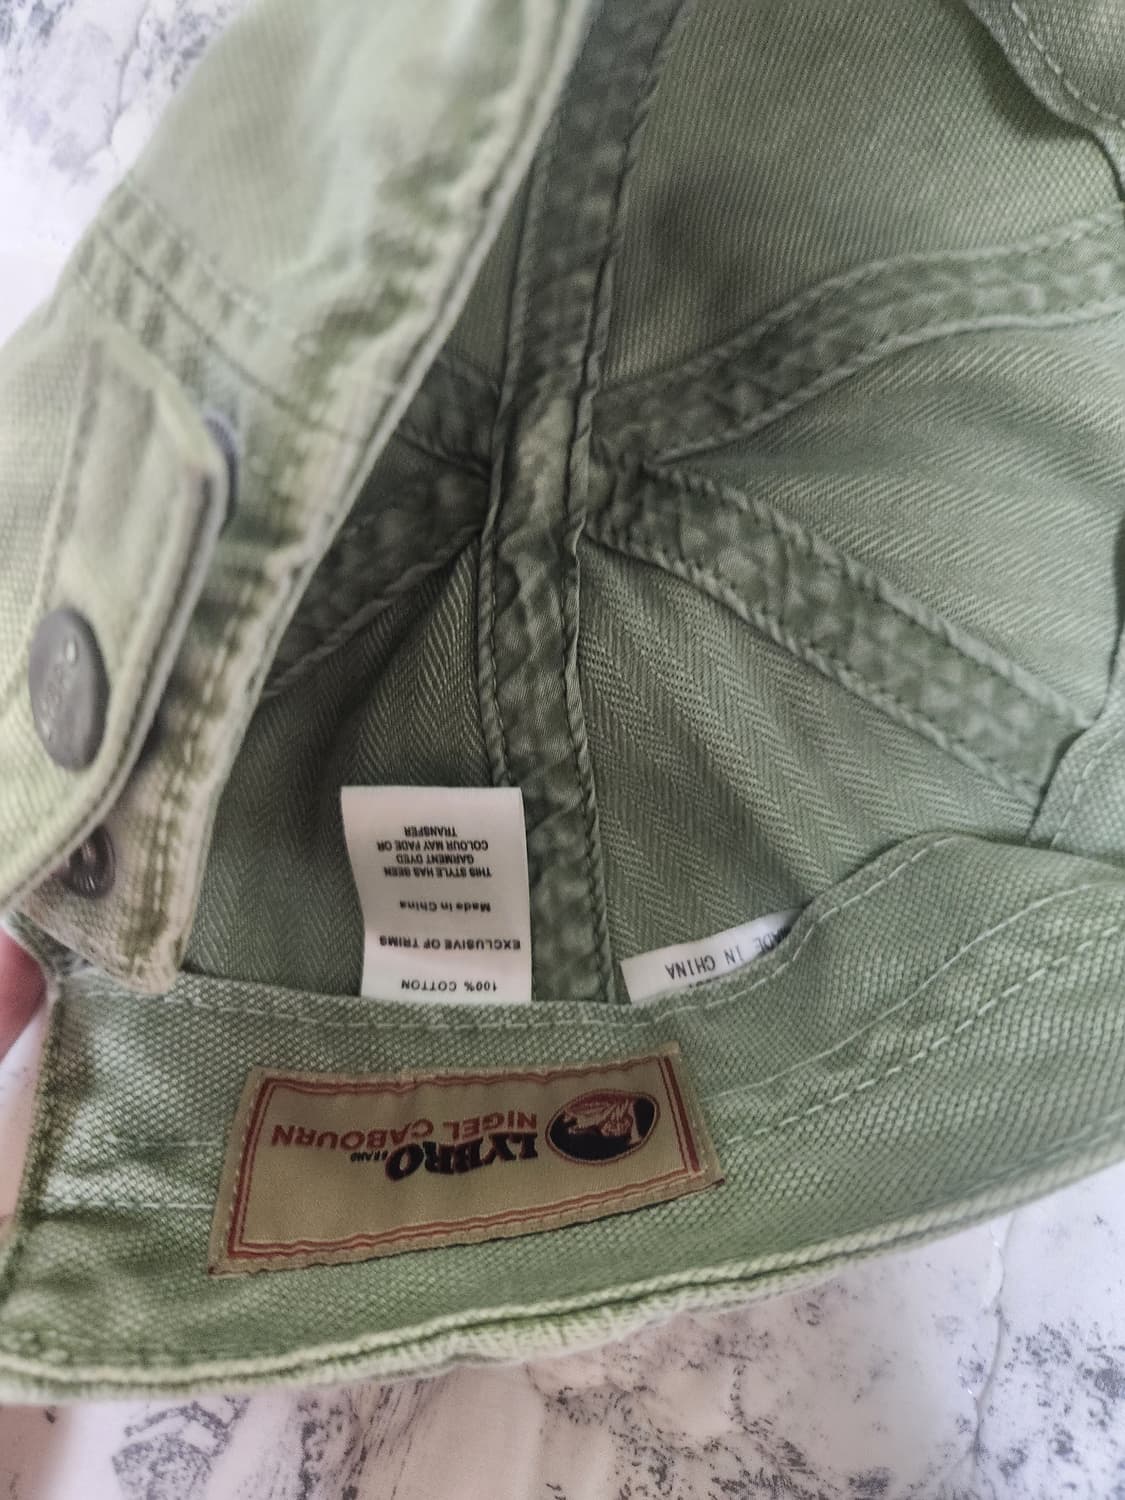 100% COTTON
EXCLUSIVE OF TRIMS
Made in China
THIS STYLE HAS BEEN
GARMENT DYED
COLOUR MAY FADE OR
TRANSFER
IN CHINA
LYBRO
BRAND
NIGEL CABOURN